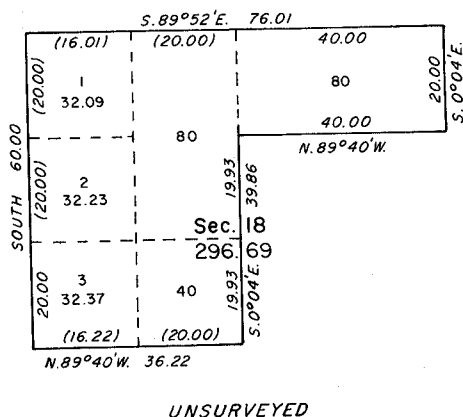 S. 89°52'E. 76.01
(16.01) (20.00) 40.00
(20.00)
1
32.09
80
80
20.00
S. 0°04'E.
40.00
N. 89°40'W.
SOUTH 60.00
(20.00)
2
32.23
19.93
39.86
Sec. 18
296.69
20.00
3
32.37
40
19.93
S. 0°04'E.
(16.22) (20.00)
N. 89°40'W. 36.22
UNSURVEYED